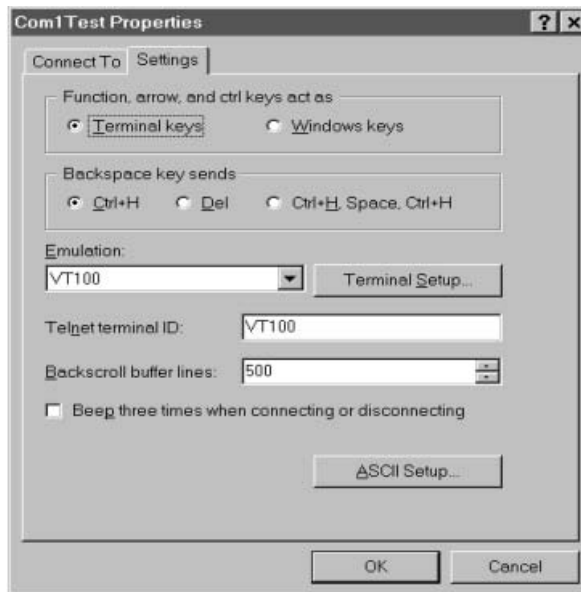 Com1Test Properties
Connect To Settings
Function, arrow, and ctrl keys act as
Terminal keys Windows keys
Backspace key sends
Ctrl+H Del Ctrl+H, Space, Ctrl+H
Emulation:
VT100 Terminal Setup...
Telnet terminal ID: VT100
Backscroll buffer lines: 500
Beep three times when connecting or disconnecting
ASCII Setup...
OK Cancel